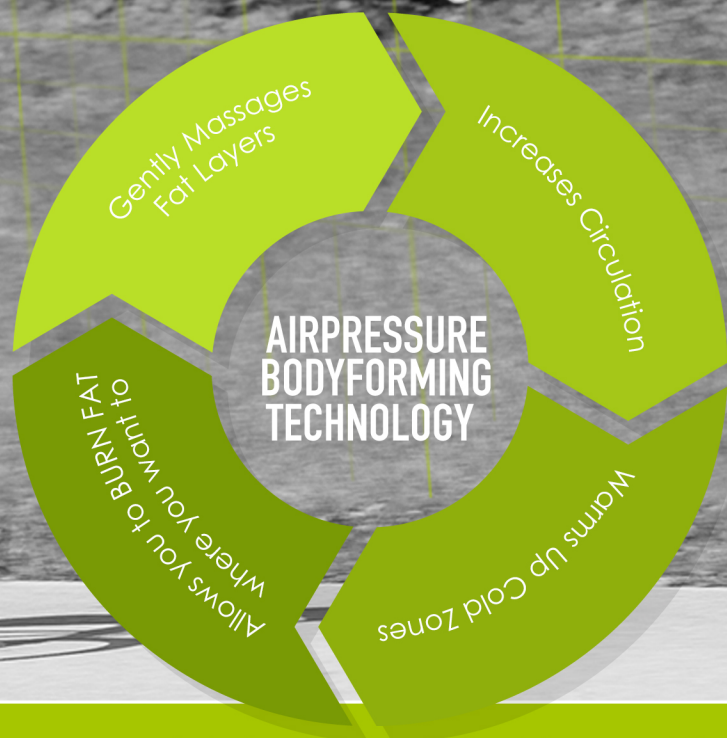 Gently Massages
Fat Layers
Increases Circulation
Warms Up Cold Zones
Allows you to BURN FAT
where you want to
AIRPRESSURE
BODYFORMING
TECHNOLOGY